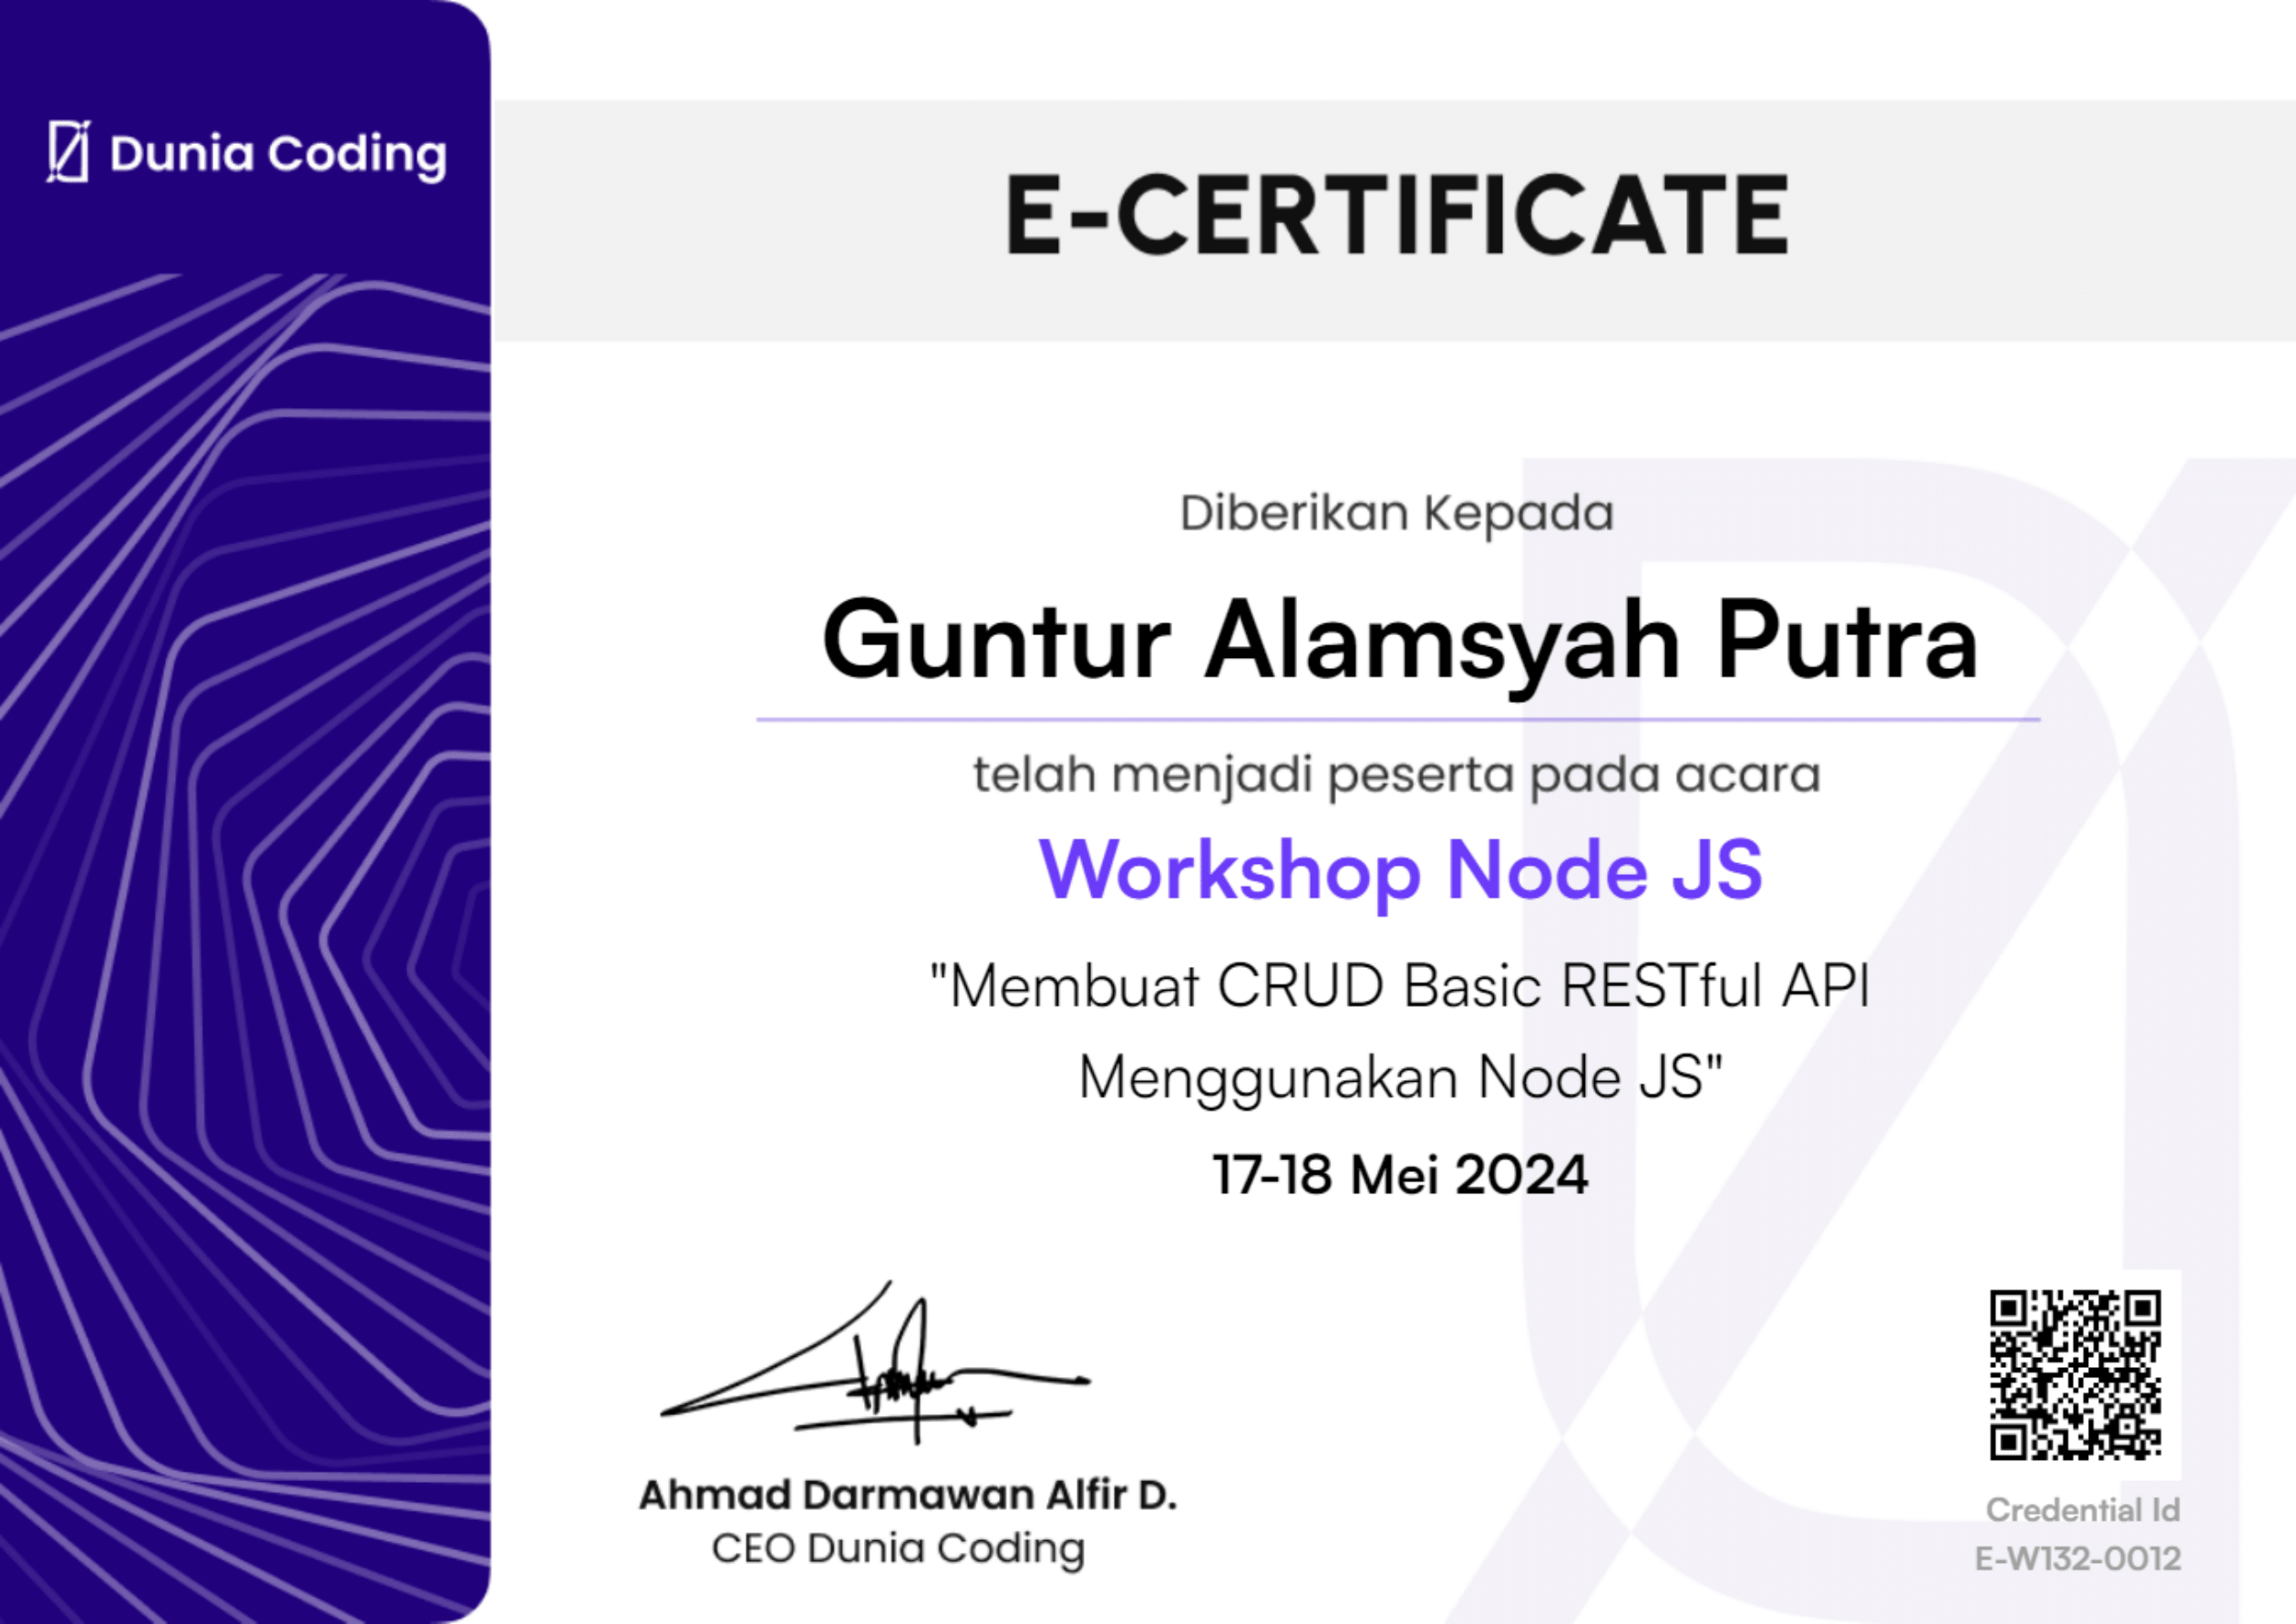 Dunia Coding
E-CERTIFICATE
Diberikan Kepada
Guntur Alamsyah Putra
telah menjadi peserta pada acara
Workshop Node JS
"Membuat CRUD Basic RESTful API
Menggunakan Node JS"
17-18 Mei 2024
Ahmad Darmawan Alfir D.
CEO Dunia Coding
Credential Id
E-W132-0012